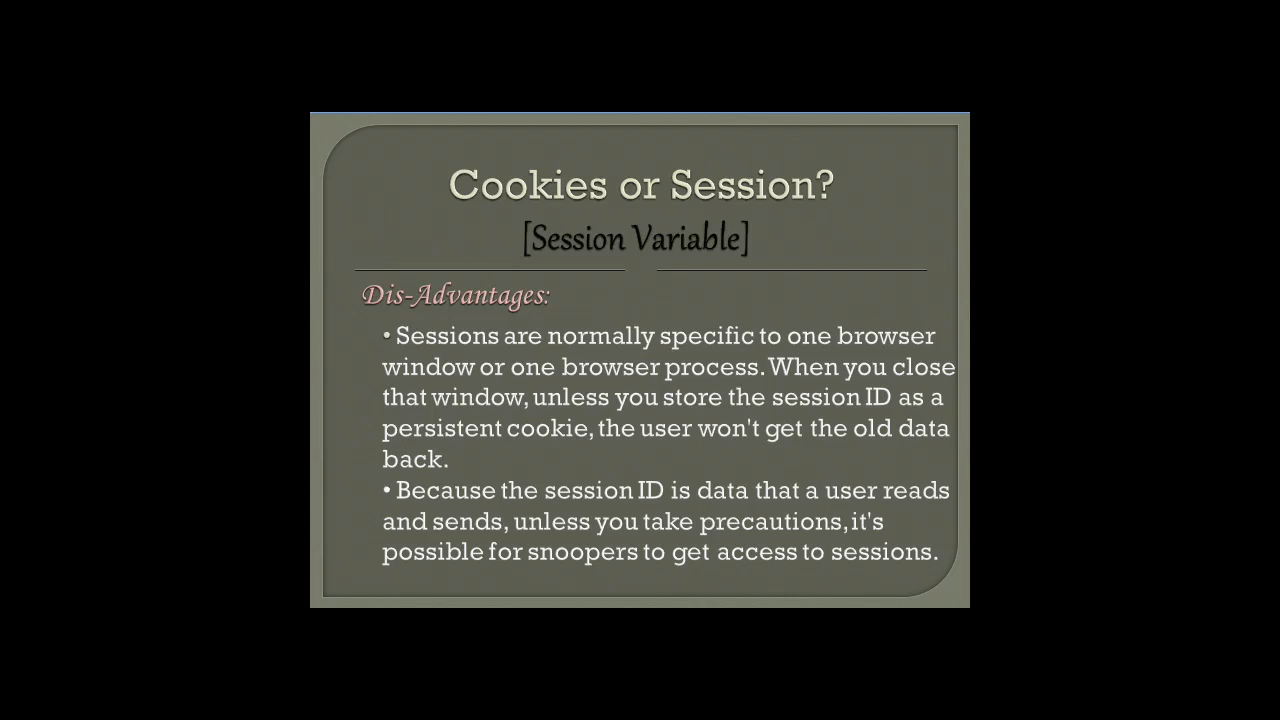 Cookies or Session?
[Session Variable]
Dis-Advantages:
• Sessions are normally specific to one browser
window or one browser process. When you close
that window, unless you store the session ID as a
persistent cookie, the user won't get the old data
back.
• Because the session ID is data that a user reads
and sends, unless you take precautions, it's
possible for snoopers to get access to sessions.